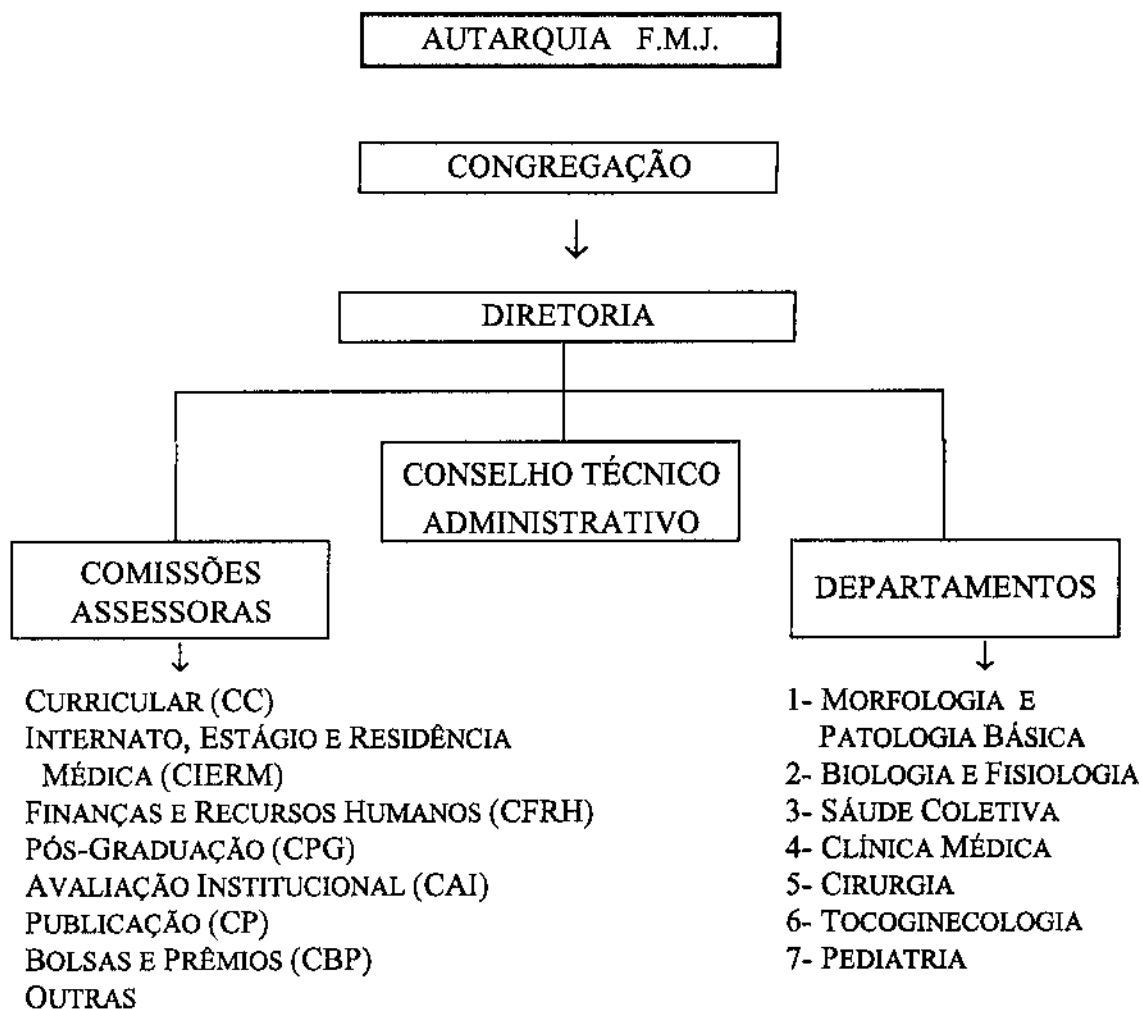 AUTARQUIA F.M.J.
CONGREGAÇÃO
DIRETORIA
CONSELHO TÉCNICO
ADMINISTRATIVO
COMISSÕES
ASSESSORAS
CURRICULAR (CC)
INTERNATO, ESTÁGIO E RESIDÊNCIA
MÉDICA (CIERM)
FINANÇAS E RECURSOS HUMANOS (CFRH)
PÓS-GRADUAÇÃO (CPG)
AVALIAÇÃO INSTITUCIONAL (CAI)
PUBLICAÇÃO (CP)
BOLSAS E PRÊMIOS (CBP)
OUTRAS
DEPARTAMENTOS
1- MORFOLOGIA E
PATOLOGIA BÁSICA
2- BIOLOGIA E FISIOLOGIA
3- SÁUDE COLETIVA
4- CLÍNICA MÉDICA
5- CIRURGIA
6- TOCOGINECOLOGIA
7- PEDIATRIA